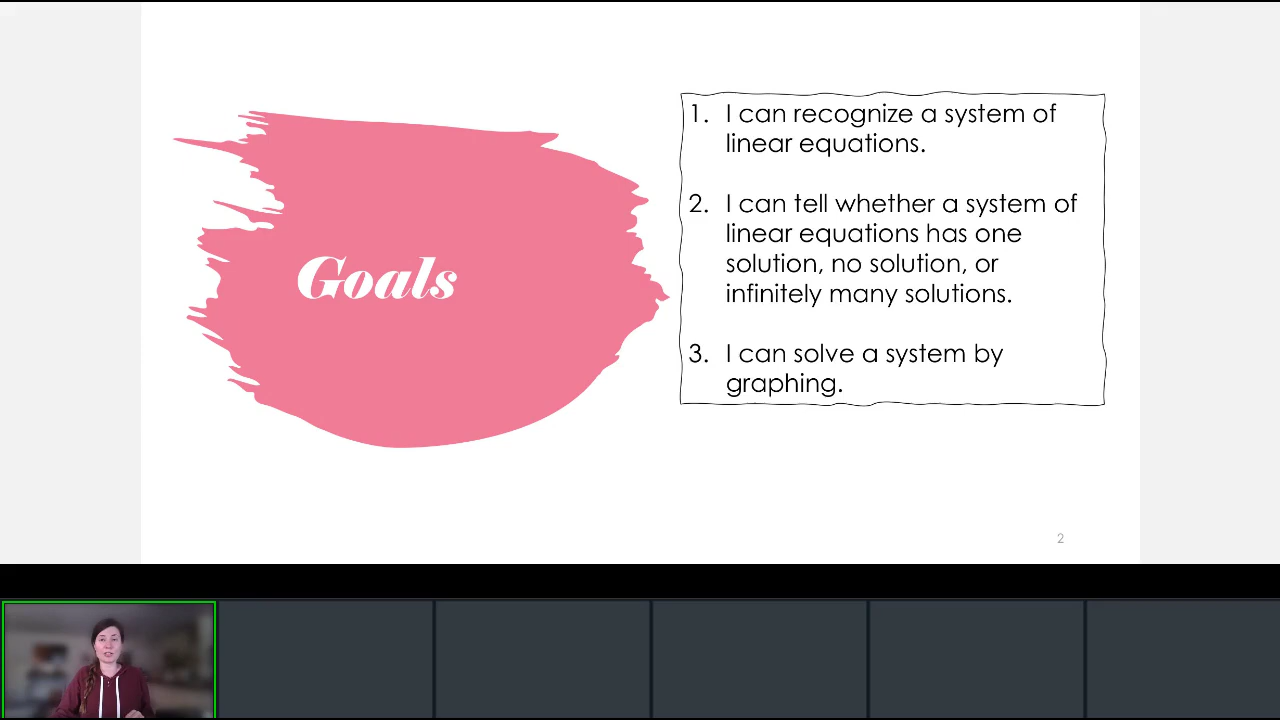 Goals
1. I can recognize a system of
linear equations.
2. I can tell whether a system of
linear equations has one
solution, no solution, or
infinitely many solutions.
3. I can solve a system by
graphing.
2